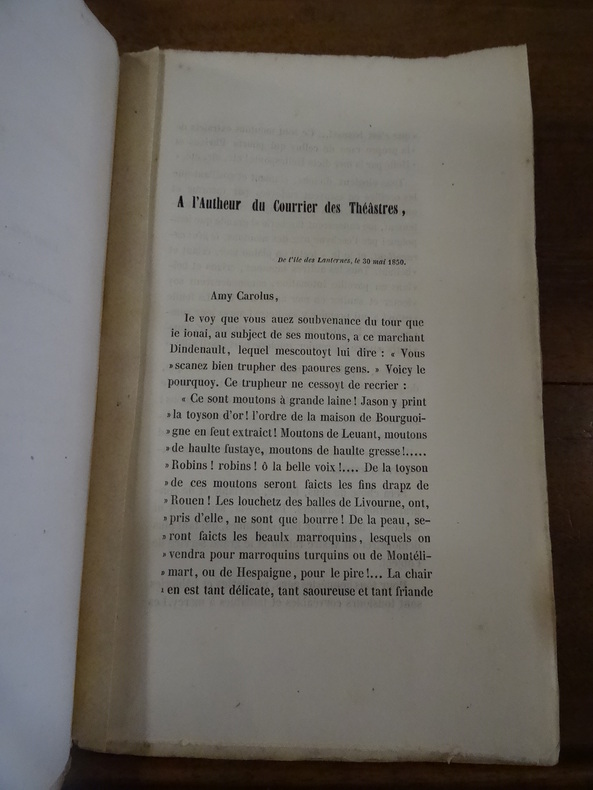 A l'Autheur du Courrier des Théâstres,
De l'Ile des Lanternes, le 30 mai 1850.
Amy Carolus,
Ie voy que vous auez soubvenance du tour que
ie iouai, au subject de ses moutons, a ce marchant
Dindenault, lequel mescoutoyt lui dire : « Vous
» scanez bien trupher des paoures gens. » Voicy le
pourquoy. Ce trupheur ne cessoyt de recrier :
« Ce sont moutons à grande laine ! Jason y print
» la toyson d'or ! l'ordre de la maison de Bourguoi-
» gne en feut extraict ! Moutons de Leuant, moutons
» de haulte fustaye, moutons de haulte gresse !.....
» Robins ! robins ! ô la belle voix !.... De la toyson
» de ces moutons seront faicts les fins drapz de
» Rouen ! Les louchetz des balles de Livourne, ont,
» pris d'elle, ne sont que bourre ! De la peau, se-
» ront faicts les beaulx marroquins, lesquels on
» vendra pour marroquins turquins ou de Montéli-
» mart, ou de Hespaigne, pour le pire !... La chair
» en est tant délicate, tant saoureuse et tant friande